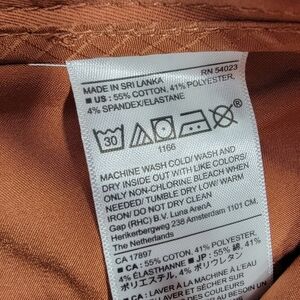 MADE IN SRI LANKA RN 54023
■ US : 55% COTTON, 41% POLYESTER,
4% SPANDEX/ELASTANE
30
1166
MACHINE WASH COLD/ WASH AND
DRY INSIDE OUT WITH LIKE COLORS/
ONLY NON-CHLORINE BLEACH WHEN
NEEDED/ TUMBLE DRY LOW/ WARM
IRON/ DO NOT DRY CLEAN
Gap (RHC) B.V. Luna ArenA
Herikerbergweg 238 Amsterdam 1101 CM.
The Netherlands
CA 17897
■ CA : 55% COTON, 41% POLYESTER,
4% ÉLASTHANNE ■ JP : 55% 綿, 41%
ポリエステル, 4% ポリウレタン
■ CA : LAVER À LA MACHINE À L'EAU